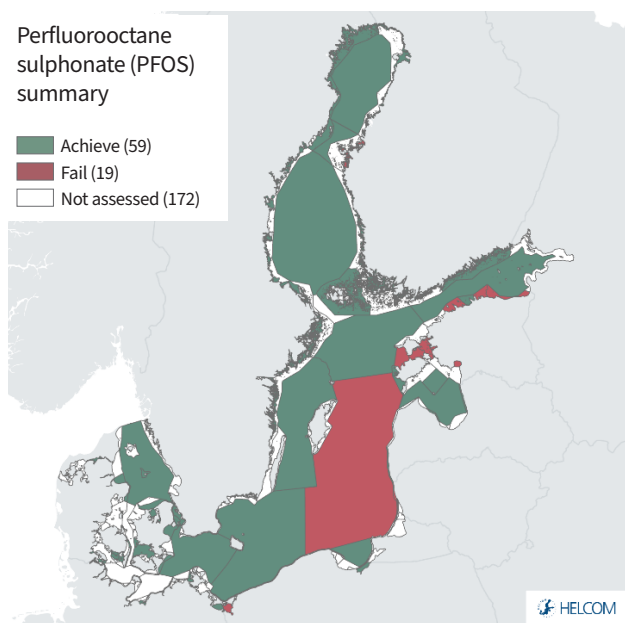 Perfluorooctane
sulphonate (PFOS)
summary
Achieve (59)
Fail (19)
Not assessed (172)
HELCOM